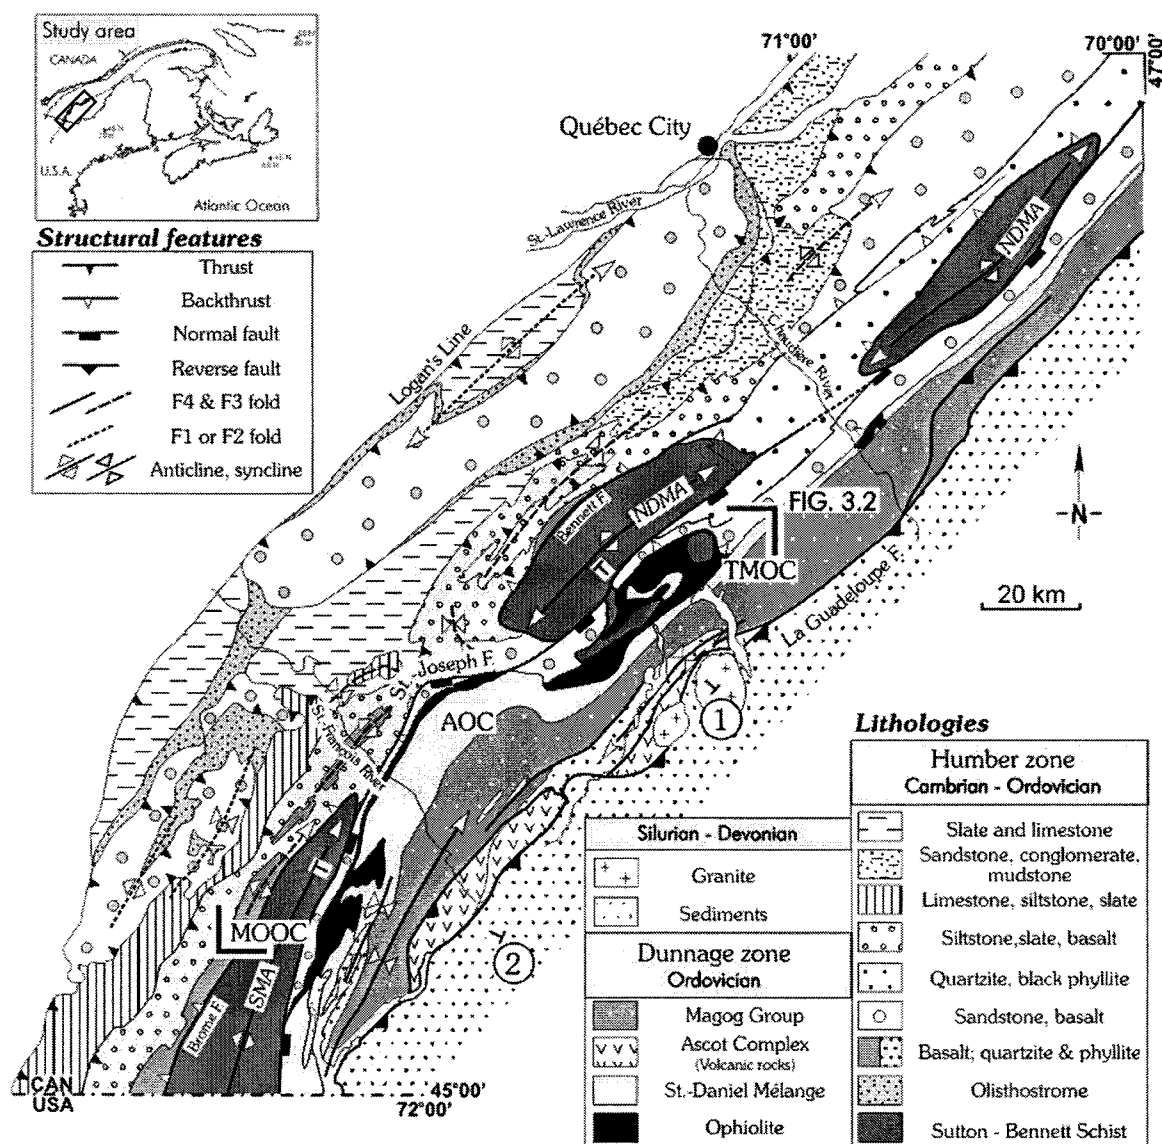 Study area
CANADA
U.S.A.
Atlantic Ocean
Structural features
Thrust
Backthrust
Normal fault
Reverse fault
F4 & F3 fold
F1 or F2 fold
Anticline, syncline
71°00'
70°00'
47°00'
Québec City
St.-Lawrence River
Logan's Line
Chaudière River
NDMA
Bennett F.
NDMA
T
FIG. 3.2
TMOC
N
20 km
La Guadeloupe F.
St.-Joseph F.
AOC
St.-François River
1
T
MOOC
SMA
Brome F.
2
CAN
USA
45°00'
72°00'
Lithologies
Humber zone
Cambrian - Ordovician
Slate and limestone
Sandstone, conglomerate,
mudstone
Limestone, siltstone, slate
Siltstone,slate, basalt
Quartzite, black phyllite
Sandstone, basalt
Basalt; quartzite & phyllite
Olisthostrome
Sutton - Bennett Schist
Silurian - Devonian
Granite
Sediments
Dunnage zone
Ordovician
Magog Group
Ascot Complex
(Volcanic rocks)
St.-Daniel Mélange
Ophiolite